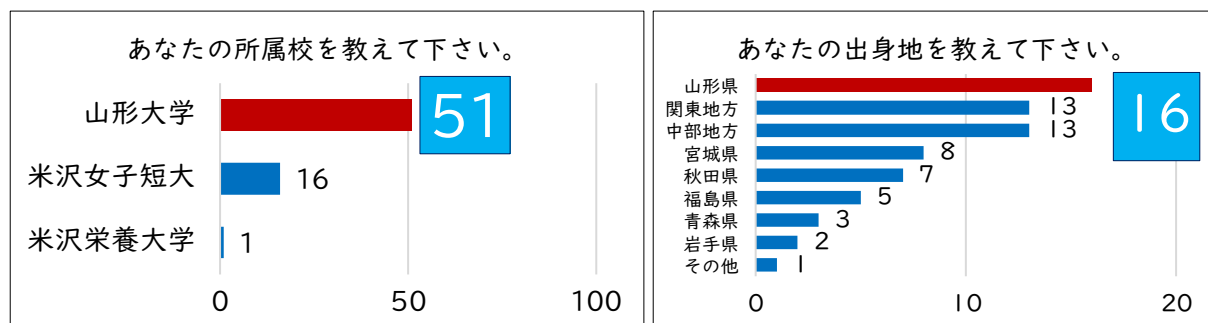 あなたの所属校を教えて下さい。
山形大学
51
米沢女子短大
16
米沢栄養大学
1
0
50
100
あなたの出身地を教えて下さい。
山形県
16
関東地方
13
中部地方
13
宮城県
8
秋田県
7
福島県
5
青森県
3
岩手県
2
その他
1
0
10
20